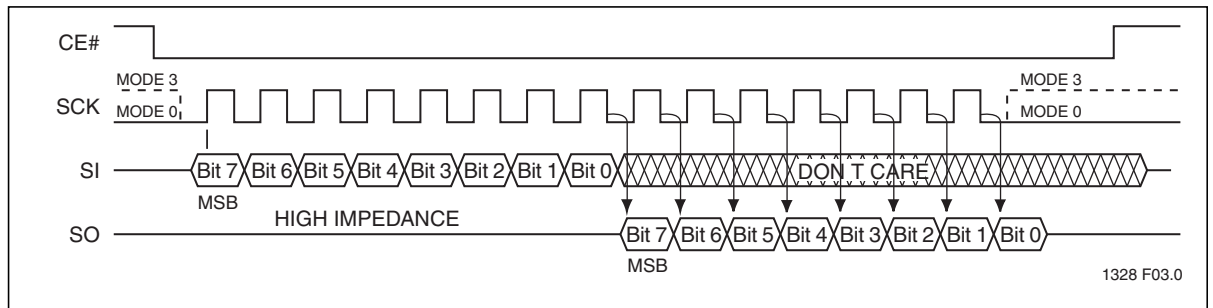 CE#
MODE 3
MODE 3
SCK
MODE 0
MODE 0
SI
Bit 7 Bit 6 Bit 5 Bit 4 Bit 3 Bit 2 Bit 1 Bit 0
DON T CARE
MSB
HIGH IMPEDANCE
SO
Bit 7 Bit 6 Bit 5 Bit 4 Bit 3 Bit 2 Bit 1 Bit 0
MSB
1328 F03.0